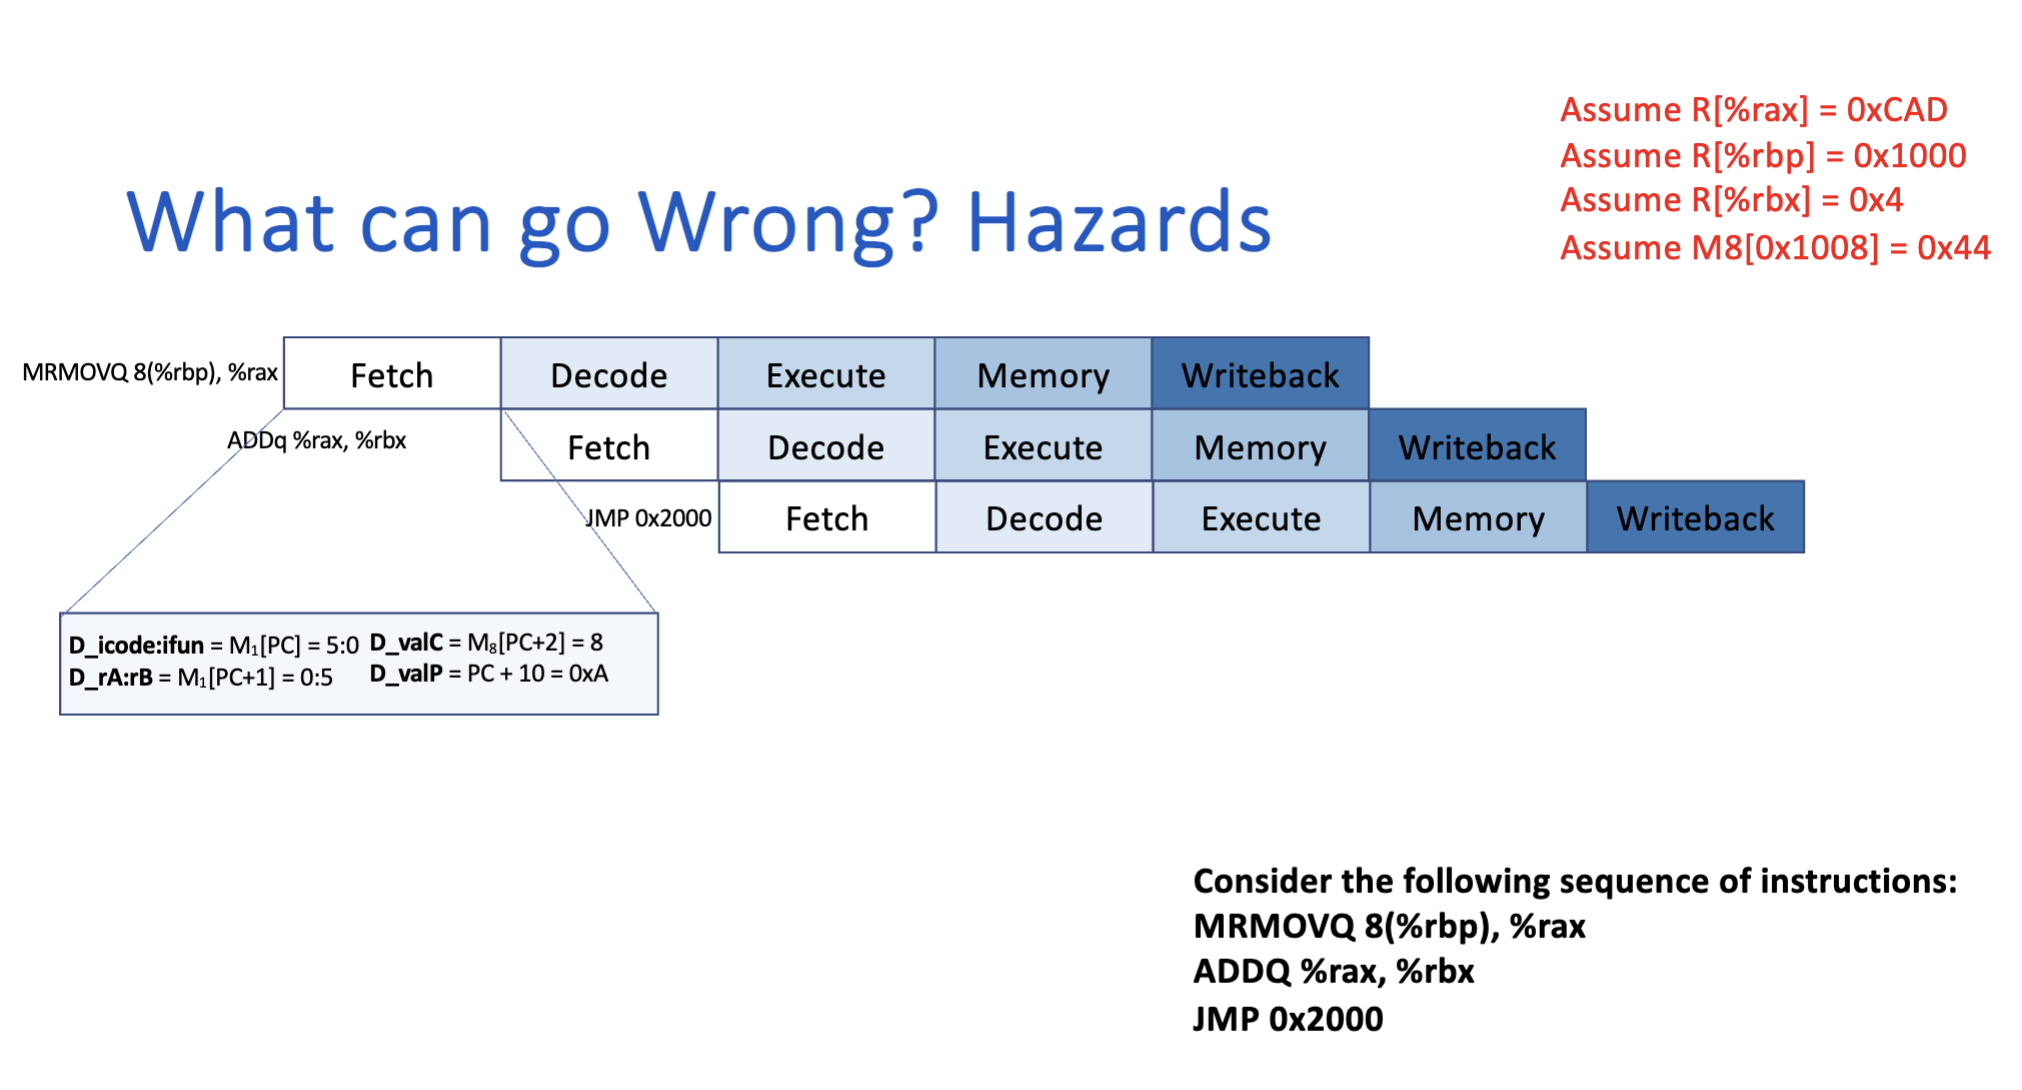 Assume R[%rax] = 0xCAD
Assume R[%rbp] = 0x1000
Assume R[%rbx] = 0x4
Assume M8[0x1008] = 0x44
What can go Wrong? Hazards
MRMOVQ 8(%rbp), %rax Fetch Decode Execute Memory Writeback
ADDq %rax, %rbx Fetch Decode Execute Memory Writeback
JMP 0x2000 Fetch Decode Execute Memory Writeback
D_icode:ifun = M₁[PC] = 5:0 D_valC = M₈[PC+2] = 8
D_rA:rB = M₁[PC+1] = 0:5 D_valP = PC + 10 = 0xA
Consider the following sequence of instructions:
MRMOVQ 8(%rbp), %rax
ADDQ %rax, %rbx
JMP 0x2000